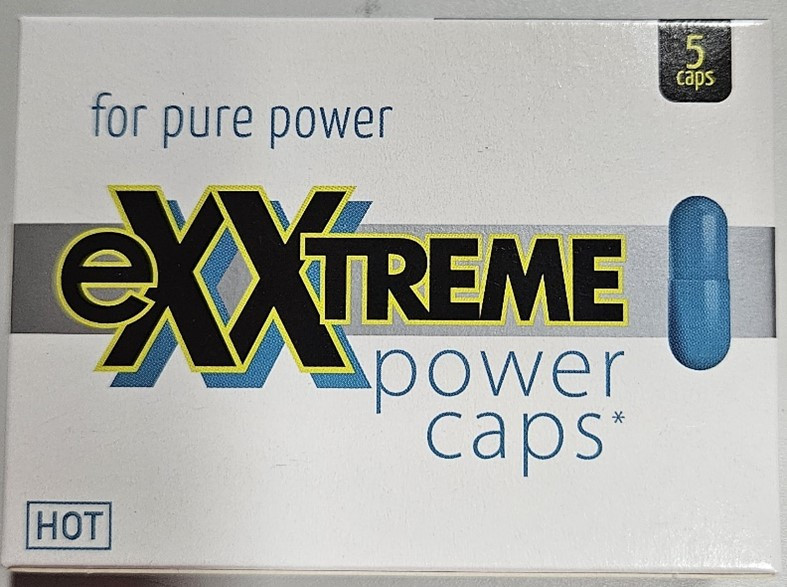 5
caps
for pure power
eXXTREME
power
caps*
HOT